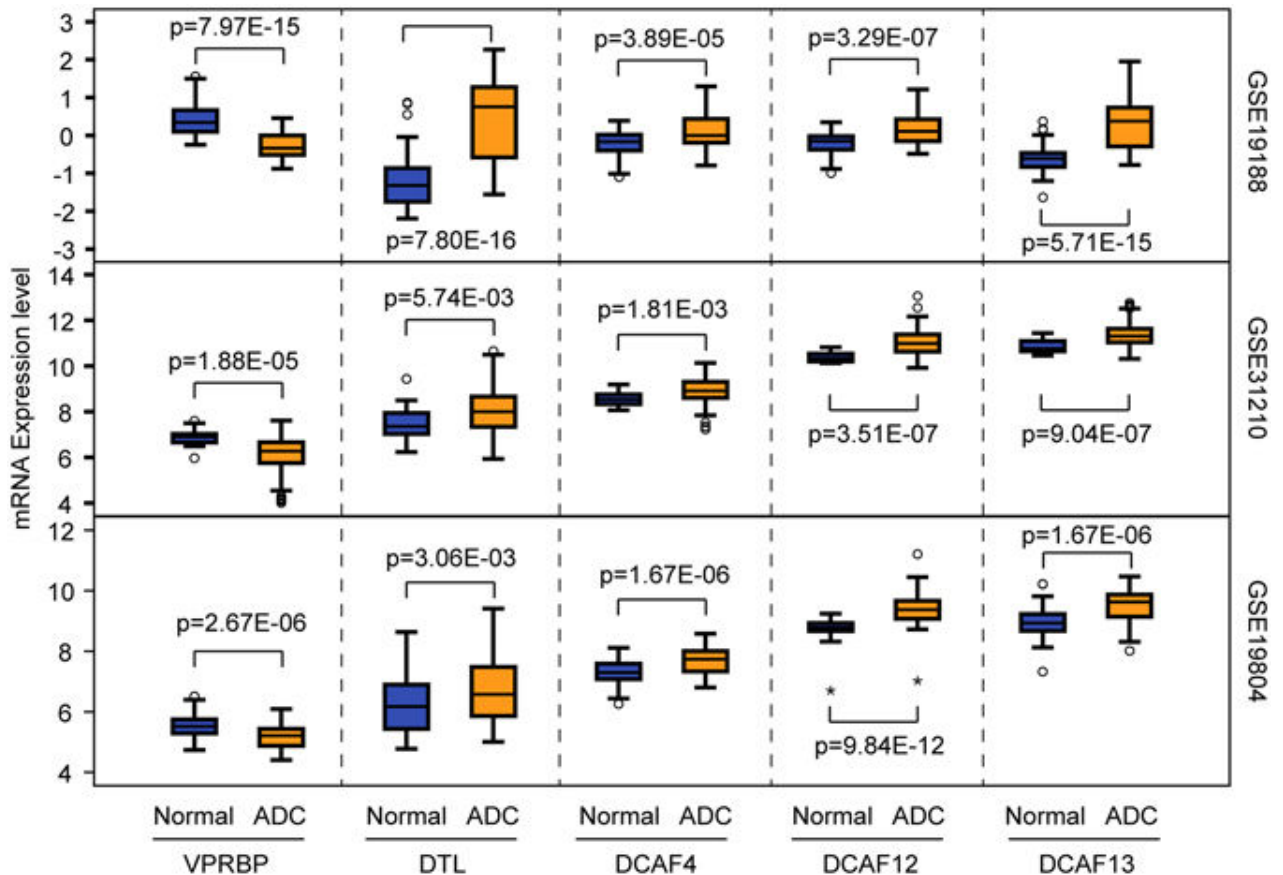 mRNA Expression level
3
2
1
0
-1
-2
-3
p=7.97E-15
p=7.80E-16
p=3.89E-05
p=3.29E-07
p=5.71E-15
GSE19188
14
12
10
8
6
4
p=1.88E-05
p=5.74E-03
p=1.81E-03
p=3.51E-07
p=9.04E-07
GSE31210
12
10
8
6
4
p=2.67E-06
p=3.06E-03
p=1.67E-06
p=9.84E-12
p=1.67E-06
GSE19804
Normal ADC Normal ADC Normal ADC Normal ADC Normal ADC
VPRBP DTL DCAF4 DCAF12 DCAF13